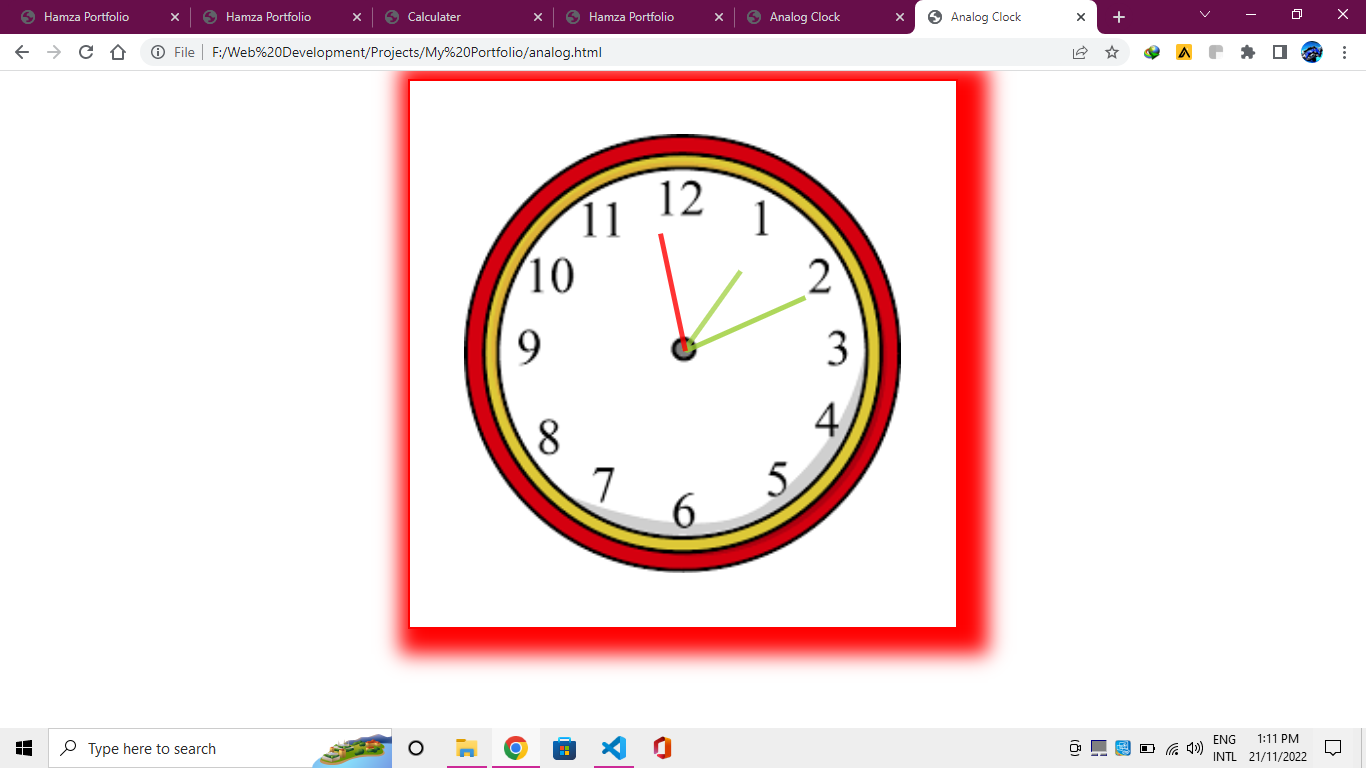 Hamza Portfolio
Hamza Portfolio
Calculater
Hamza Portfolio
Analog Clock
Analog Clock
File F:/Web%20Development/Projects/My%20Portfolio/analog.html
12
11 1
10 2
9 3
8 4
7 5
6
Type here to search
ENG
INTL
1:11 PM
21/11/2022